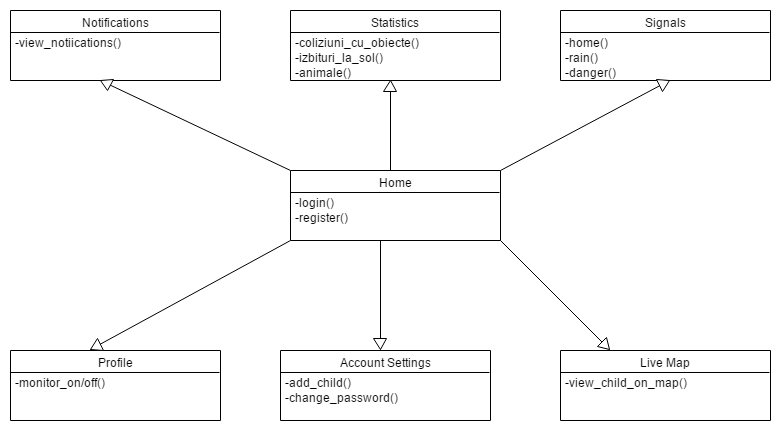 Notifications
-view_notiications()
Statistics
-coliziuni_cu_obiecte()
-izbituri_la_sol()
-animale()
Signals
-home()
-rain()
-danger()
Home
-login()
-register()
Profile
-monitor_on/off()
Account Settings
-add_child()
-change_password()
Live Map
-view_child_on_map()